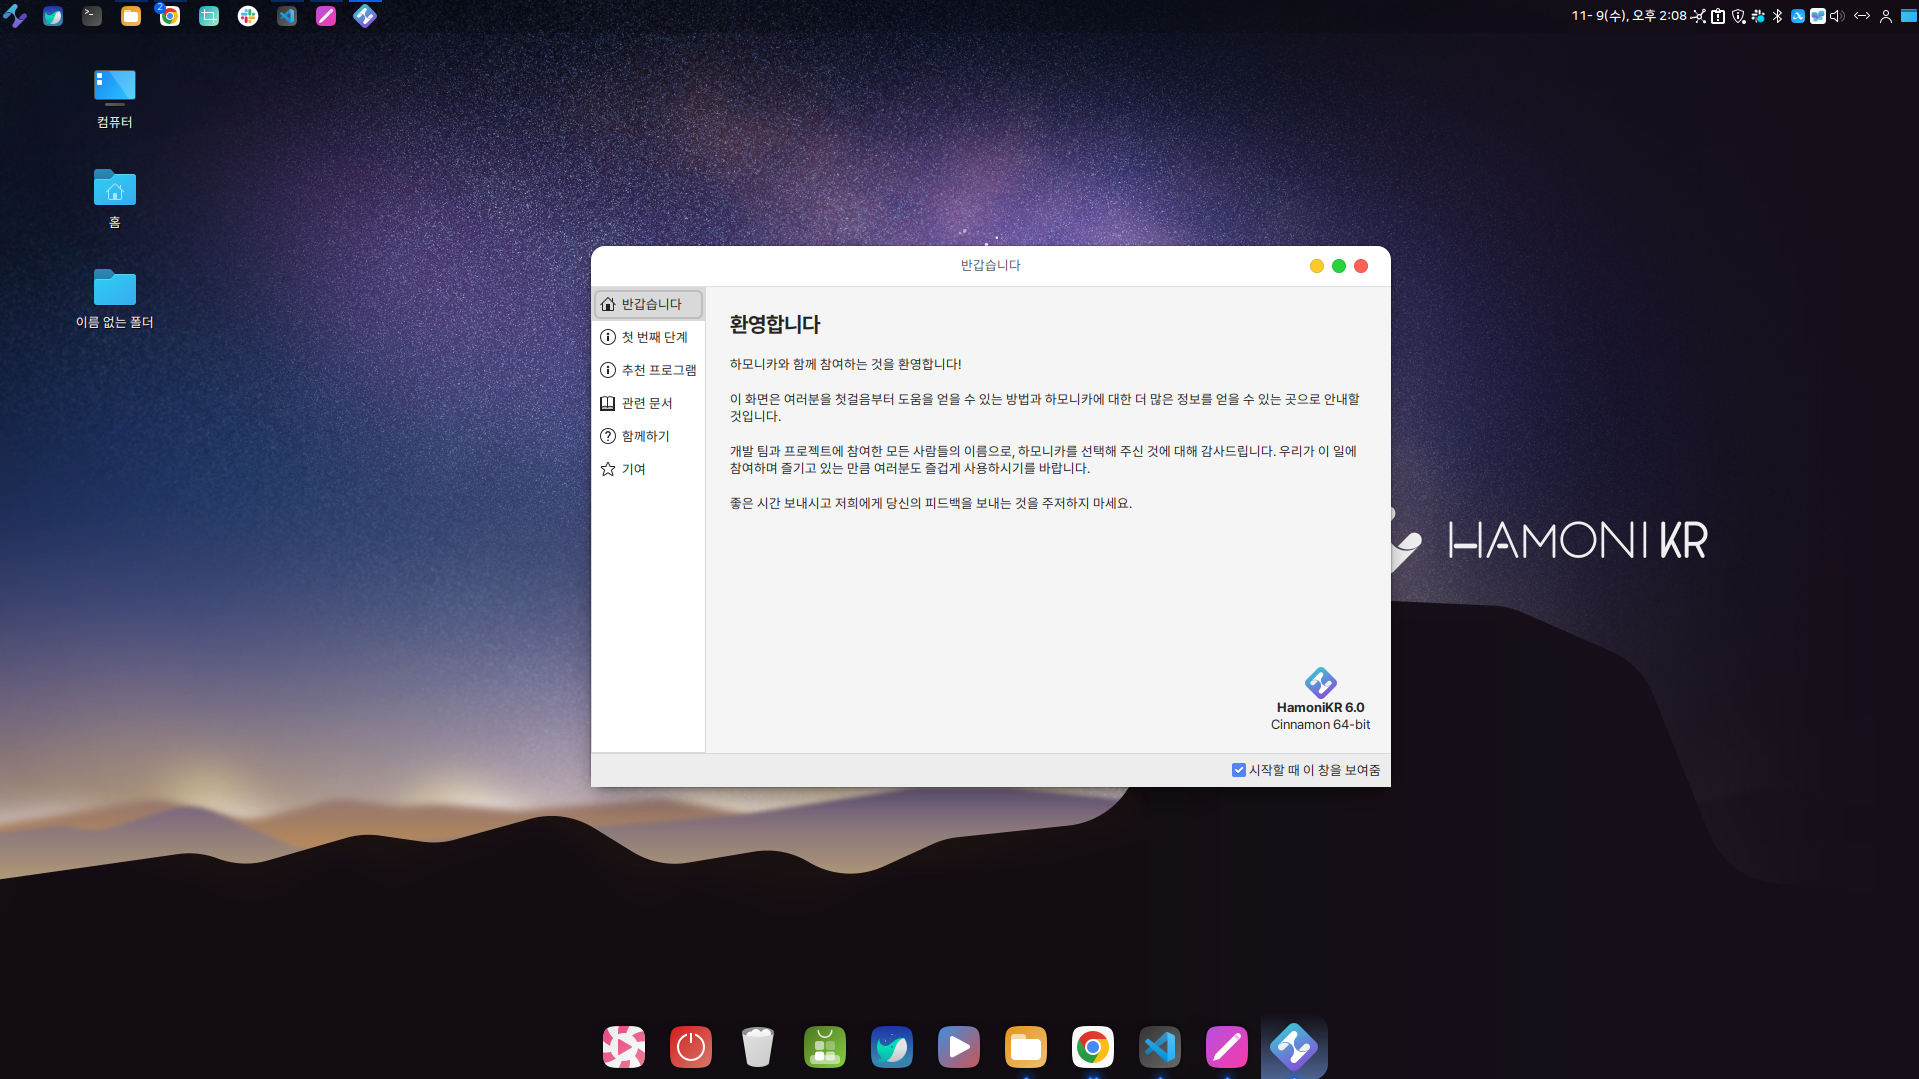 2
11- 9(수), 오후 2:08
컴퓨터
홈
이름 없는 폴더
반갑습니다
반갑습니다
첫 번째 단계
추천 프로그램
관련 문서
함께하기
기여
환영합니다
하모니카와 함께 참여하는 것을 환영합니다!
이 화면은 여러분을 첫걸음부터 도움을 얻을 수 있는 방법과 하모니카에 대한 더 많은 정보를 얻을 수 있는 곳으로 안내할
것입니다.
개발 팀과 프로젝트에 참여한 모든 사람들의 이름으로, 하모니카를 선택해 주신 것에 대해 감사드립니다. 우리가 이 일에
참여하며 즐기고 있는 만큼 여러분도 즐겁게 사용하시기를 바랍니다.
좋은 시간 보내시고 저희에게 당신의 피드백을 보내는 것을 주저하지 마세요.
HAMONIKR
HamoniKR 6.0
Cinnamon 64-bit
시작할 때 이 창을 보여줌